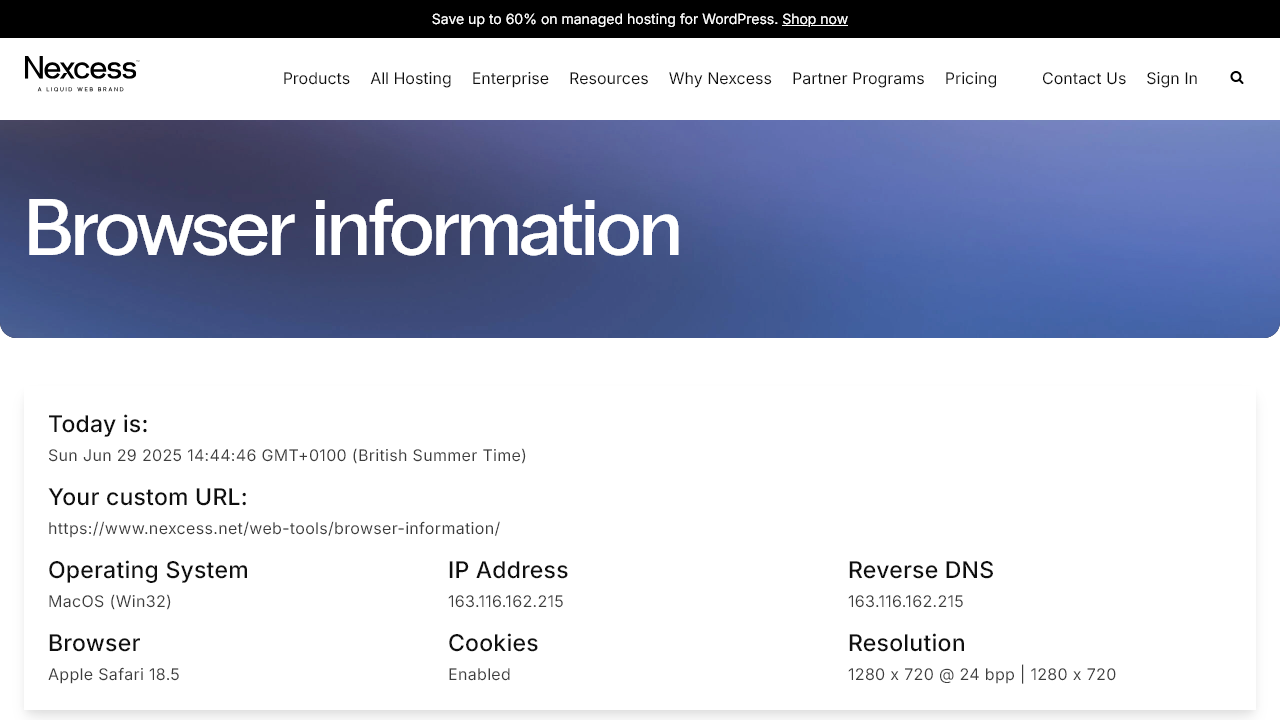 Save up to 60% on managed hosting for WordPress. Shop now
Nexcess
A LIQUID WEB BRAND
Products All Hosting Enterprise Resources Why Nexcess Partner Programs Pricing Contact Us Sign In
Browser information
Today is:
Sun Jun 29 2025 14:44:46 GMT+0100 (British Summer Time)
Your custom URL:
https://www.nexcess.net/web-tools/browser-information/
Operating System IP Address Reverse DNS
MacOS (Win32) 163.116.162.215 163.116.162.215
Browser Cookies Resolution
Apple Safari 18.5 Enabled 1280 x 720 @ 24 bpp | 1280 x 720